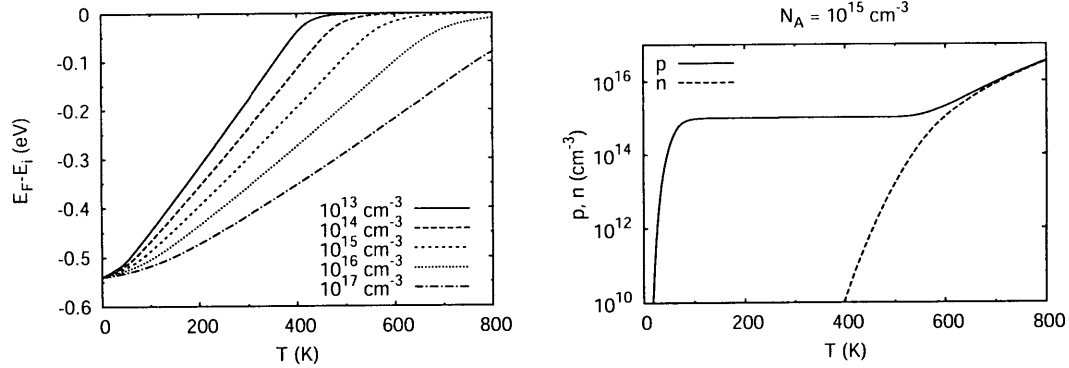 0
-0.1
-0.2
-0.3
-0.4
-0.5
-0.6
E_F-E_i (eV)
10^13 cm^-3
10^14 cm^-3
10^15 cm^-3
10^16 cm^-3
10^17 cm^-3
0 200 400 600 800
T (K)
N_A = 10^15 cm^-3
p
n
10^16
10^14
10^12
10^10
p, n (cm^-3)
0 200 400 600 800
T (K)